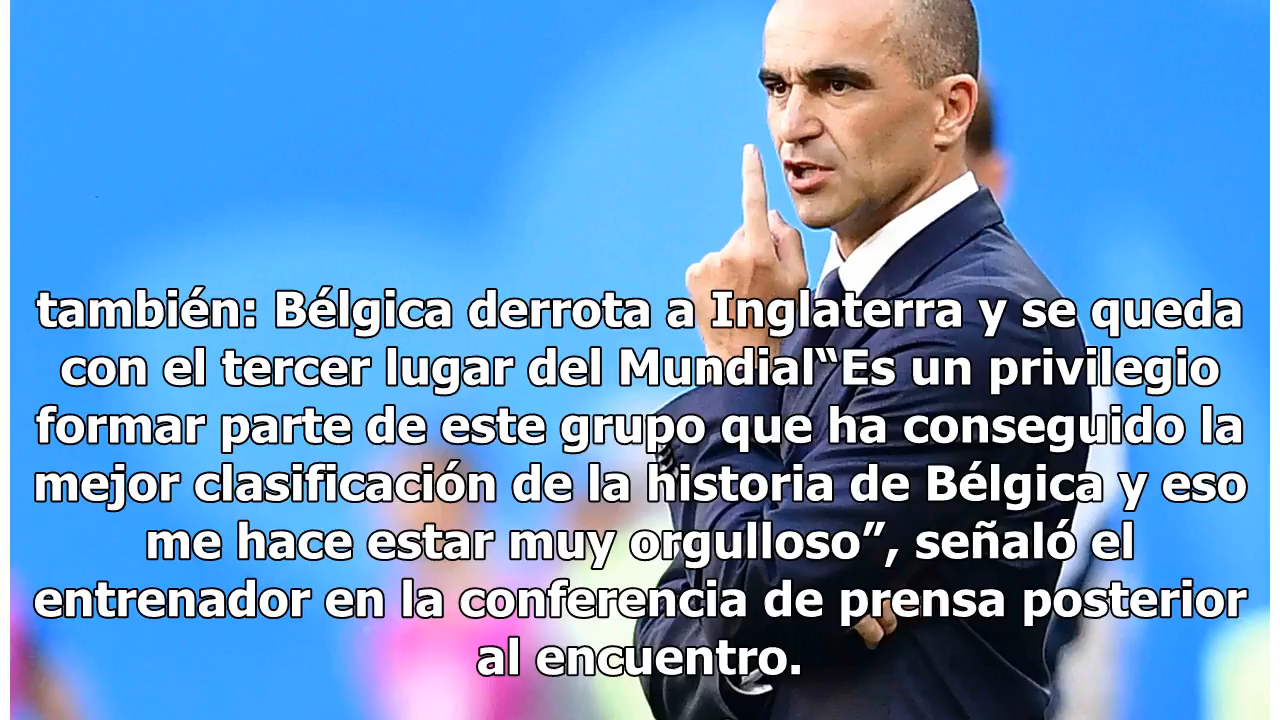 también: Bélgica derrota a Inglaterra y se queda
con el tercer lugar del Mundial“Es un privilegio
formar parte de este grupo que ha conseguido la
mejor clasificación de la historia de Bélgica y eso
me hace estar muy orgulloso”, señaló el
entrenador en la conferencia de prensa posterior
al encuentro.